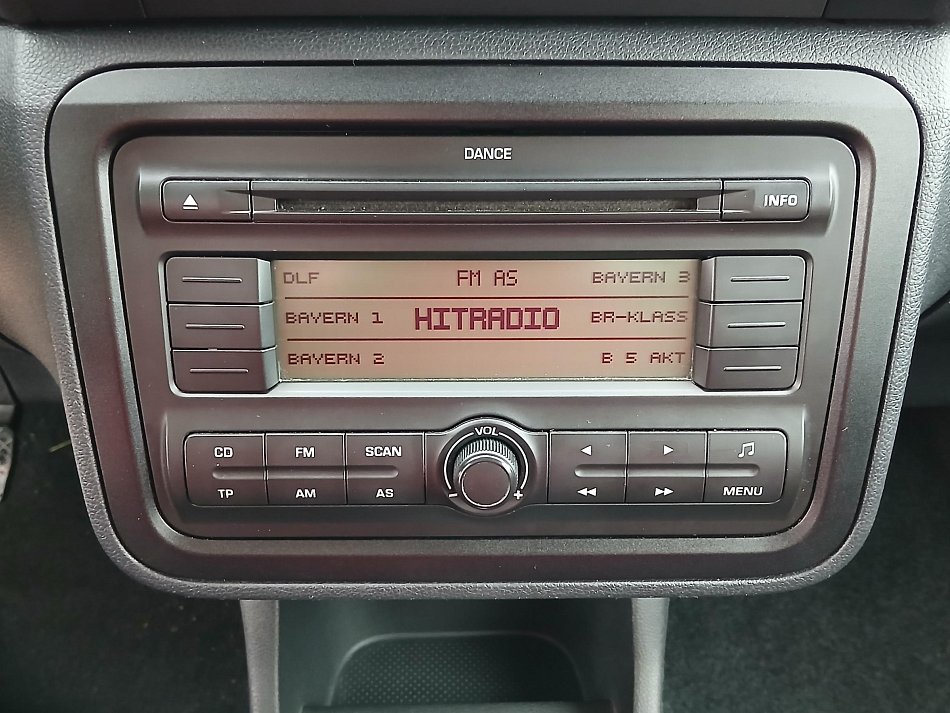 DANCE
INFO
DLF FM AS BAYERN 3
BAYERN 1 HITRADIO BR-KLASS
BAYERN 2 B 5 AKT
VOL
CD FM SCAN
- +
TP AM AS MENU